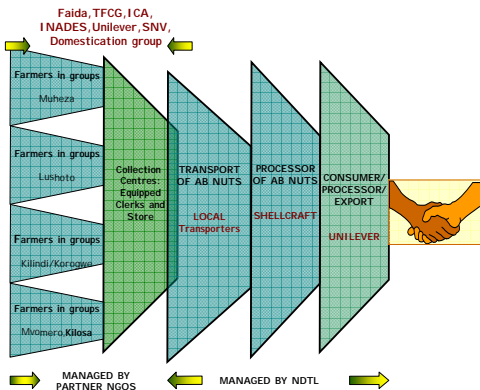 Faida, TFCG, ICA,
INADES, Unilever, SNV,
Domestication group
Farmers in groups
Muheza
Farmers in groups
Lushoto
Farmers in groups
Kilindi/Korogwe
Farmers in groups
Mvomero, Kilosa
Collection
Centres:
Equipped
Clerks and
Store
TRANSPORT
OF AB NUTS
LOCAL
Transporters
PROCESSOR
OF AB NUTS
SHELLCRAFT
CONSUMER/
PROCESSOR/
EXPORT
UNILEVER
MANAGED BY
PARTNER NGOS
MANAGED BY NDTL